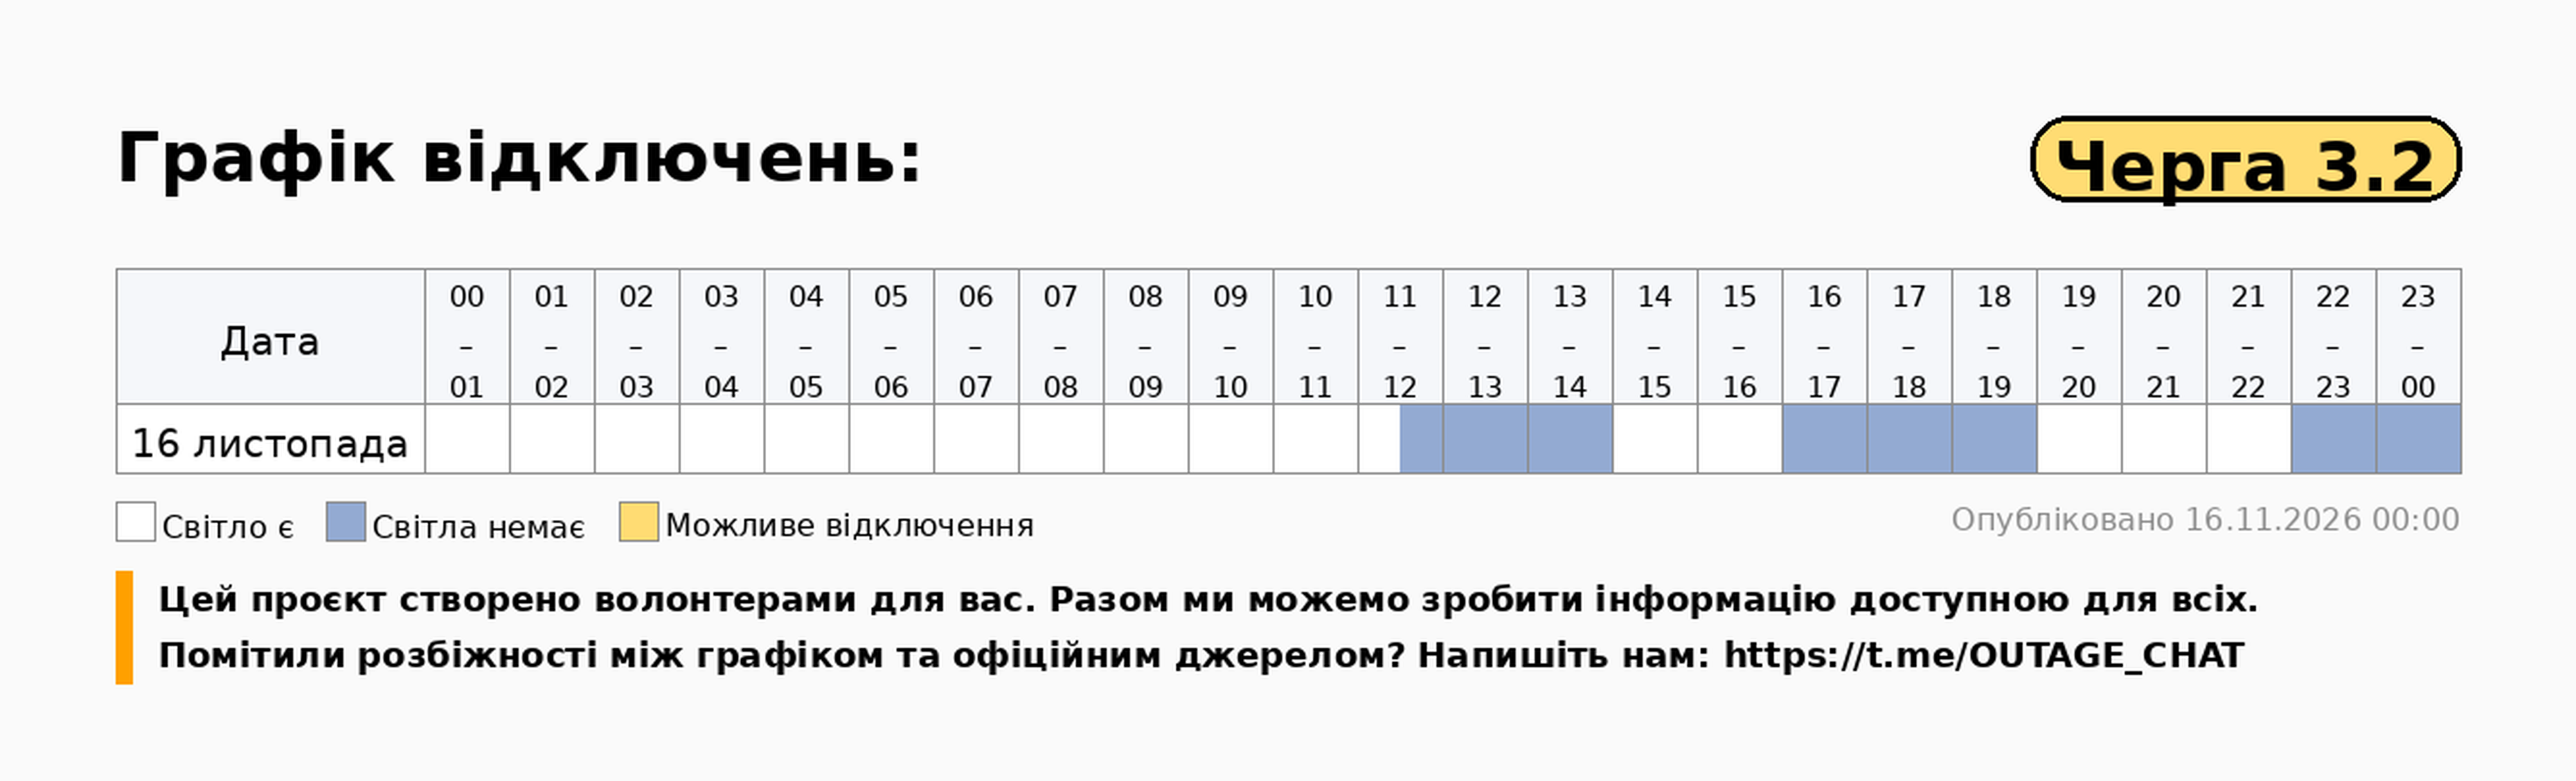 Графік відключень:
Черга 3.2
Дата
00 – 01
01 – 02
02 – 03
03 – 04
04 – 05
05 – 06
06 – 07
07 – 08
08 – 09
09 – 10
10 – 11
11 – 12
12 – 13
13 – 14
14 – 15
15 – 16
16 – 17
17 – 18
18 – 19
19 – 20
20 – 21
21 – 22
22 – 23
23 – 00
16 листопада
Світло є
Світла немає
Можливе відключення
Опубліковано 16.11.2026 00:00
Цей проєкт створено волонтерами для вас. Разом ми можемо зробити інформацію доступною для всіх.
Помітили розбіжності між графіком та офіційним джерелом? Напишіть нам: https://t.me/OUTAGE_CHAT